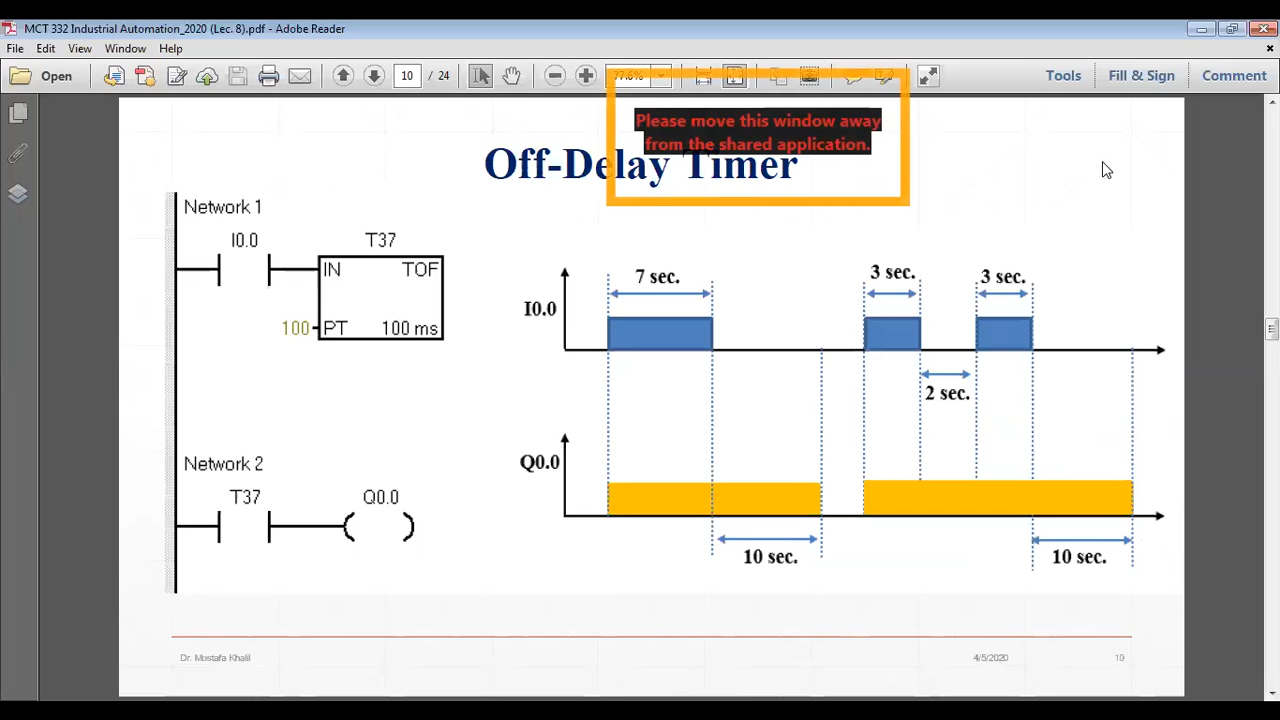 MCT 332 Industrial Automation_2020 (Lec. 8).pdf - Adobe Reader
File Edit View Window Help
Open 10 / 24 77.6% Tools Fill & Sign Comment
Please move this window away
from the shared application.
Off-Delay Timer
Network 1
I0.0 T37
IN TOF
100 PT 100 ms
Network 2
T37 Q0.0
7 sec. 3 sec. 3 sec.
I0.0
2 sec.
Q0.0
10 sec. 10 sec.
Dr. Mostafa Khalil 4/5/2020 10